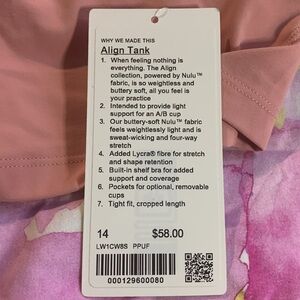 WHY WE MADE THIS
Align Tank
1. When feeling nothing is
everything. The Align
collection, powered by Nulu™
fabric, is so weightless and
buttery soft, all you feel is
your practice
2. Intended to provide light
support for an A/B cup
3. Our buttery-soft Nulu™ fabric
feels weightlessly light and is
sweat-wicking and four-way
stretch
4. Added Lycra® fibre for stretch
and shape retention
5. Built-in shelf bra for added
support and coverage
6. Pockets for optional, removable
cups
7. Tight fit, cropped length
14 $58.00
LW1CW8S PPUF
000129600080